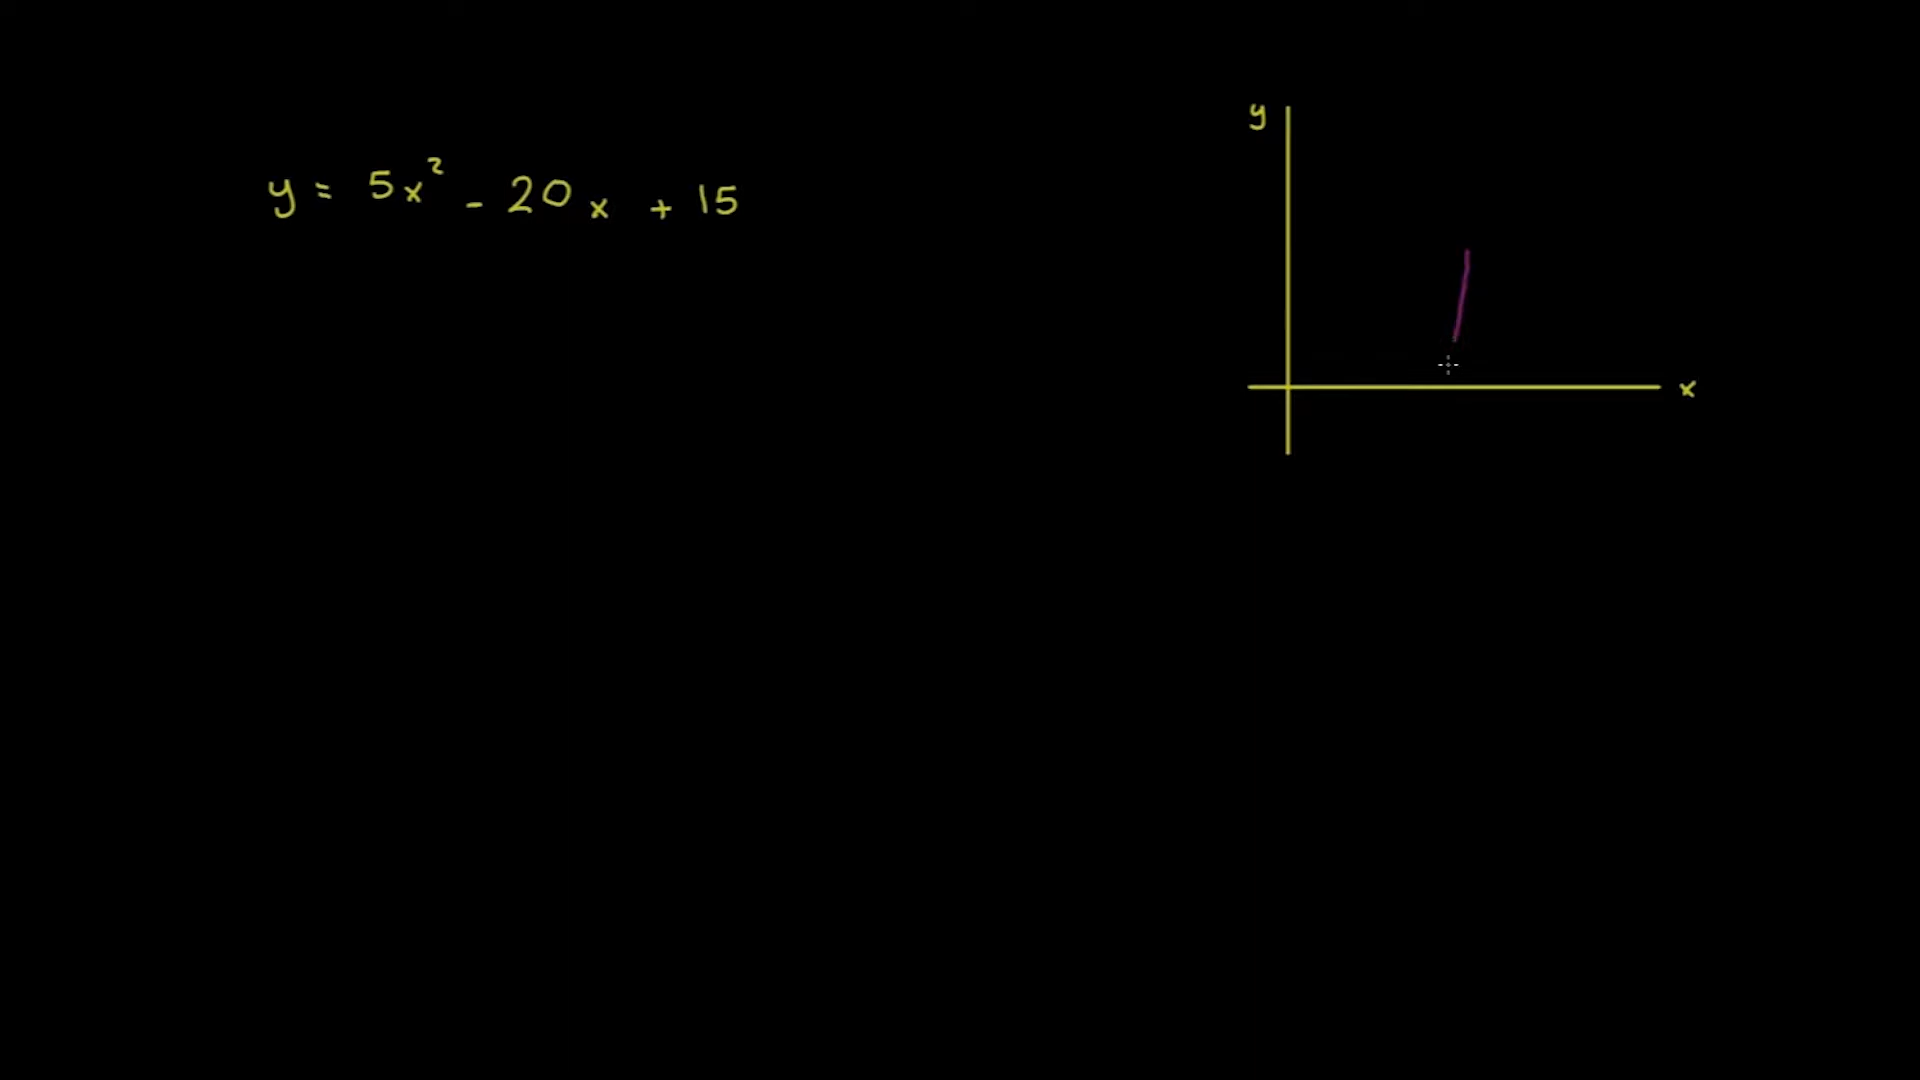 y = 5x² - 20x + 15
y
x